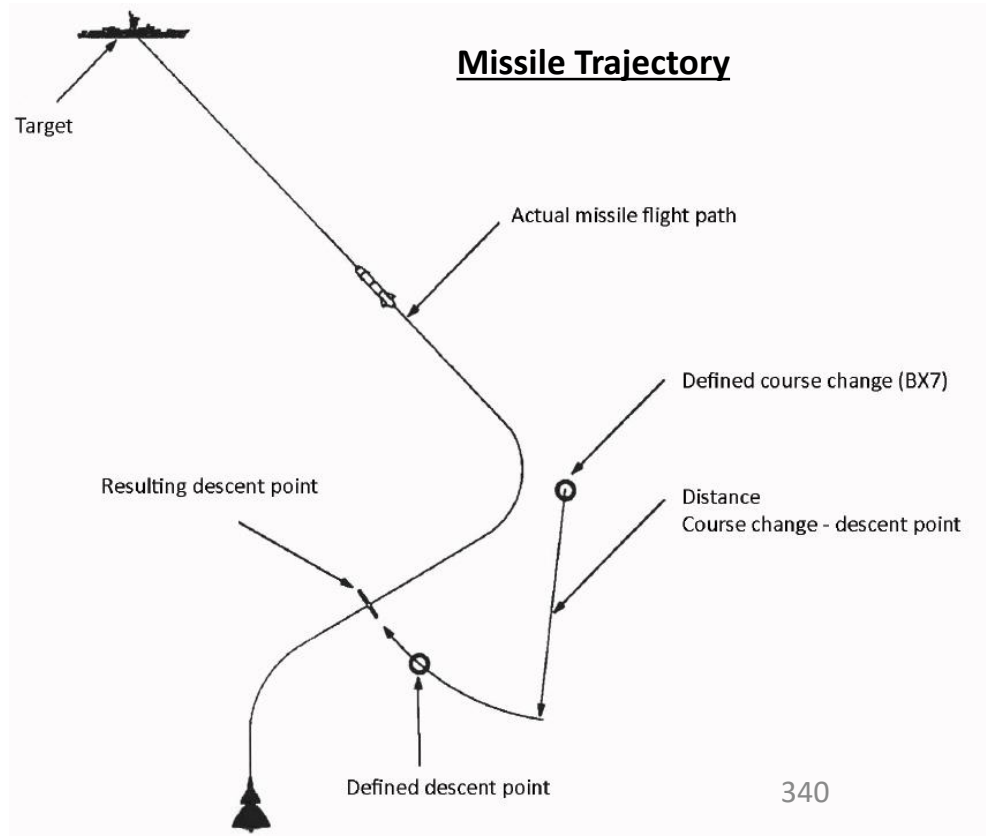 Missile Trajectory
Target
Actual missile flight path
Defined course change (BX7)
Resulting descent point
Distance
Course change - descent point
Defined descent point
340